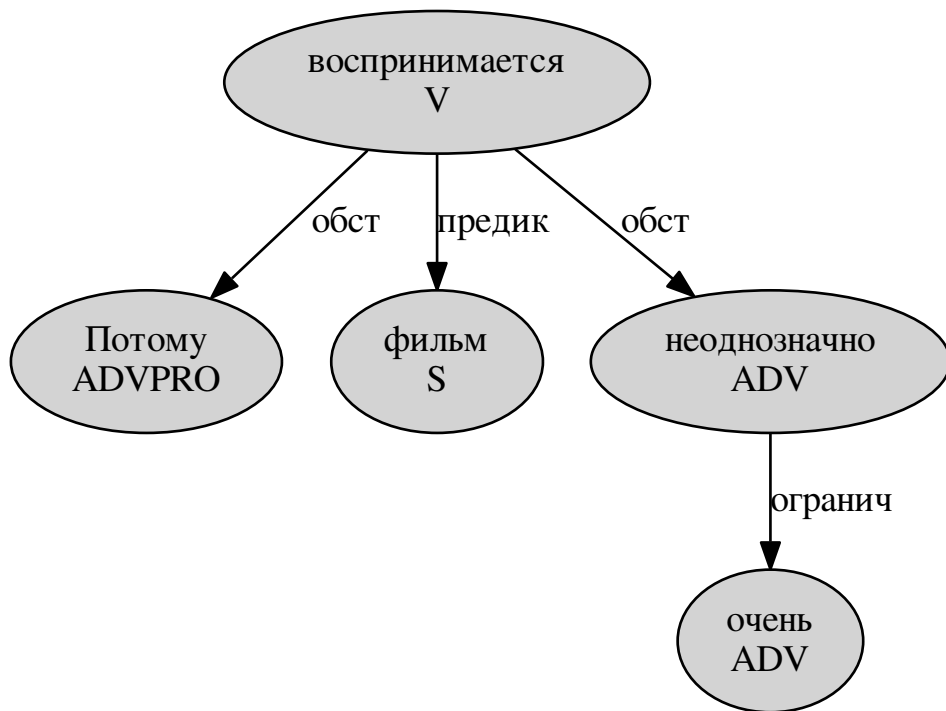 воспринимается
V
обст
предик
обст
Потому
ADVPRO
фильм
S
неоднозначно
ADV
огранич
очень
ADV